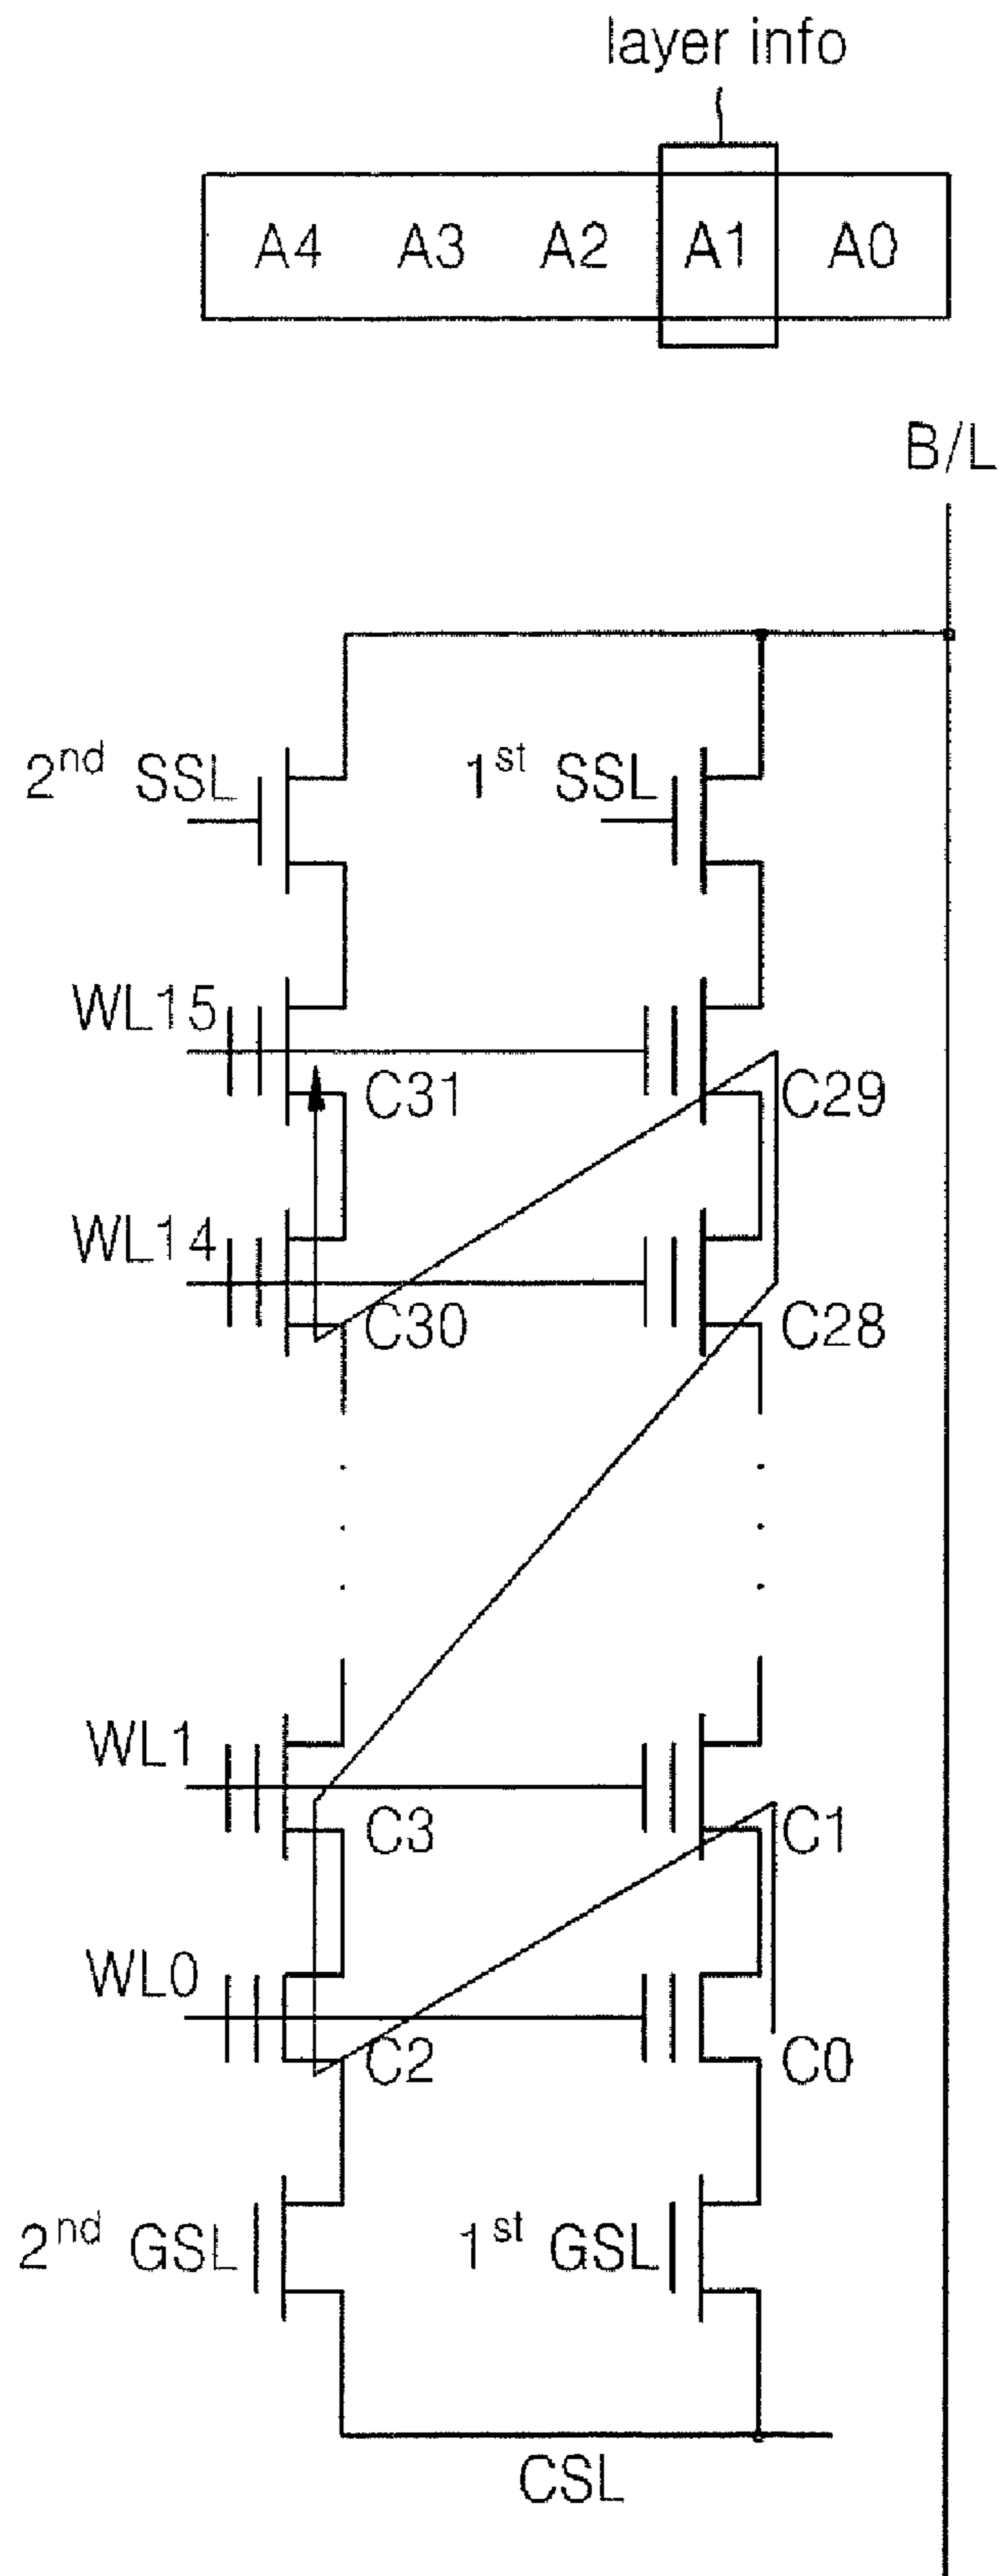 layer info
A4 A3 A2 A1 A0
B/L
2nd SSL 1st SSL
WL15
C31 C29
WL14
C30 C28
WL1
C3 C1
WL0
C2 C0
2nd GSL 1st GSL
CSL